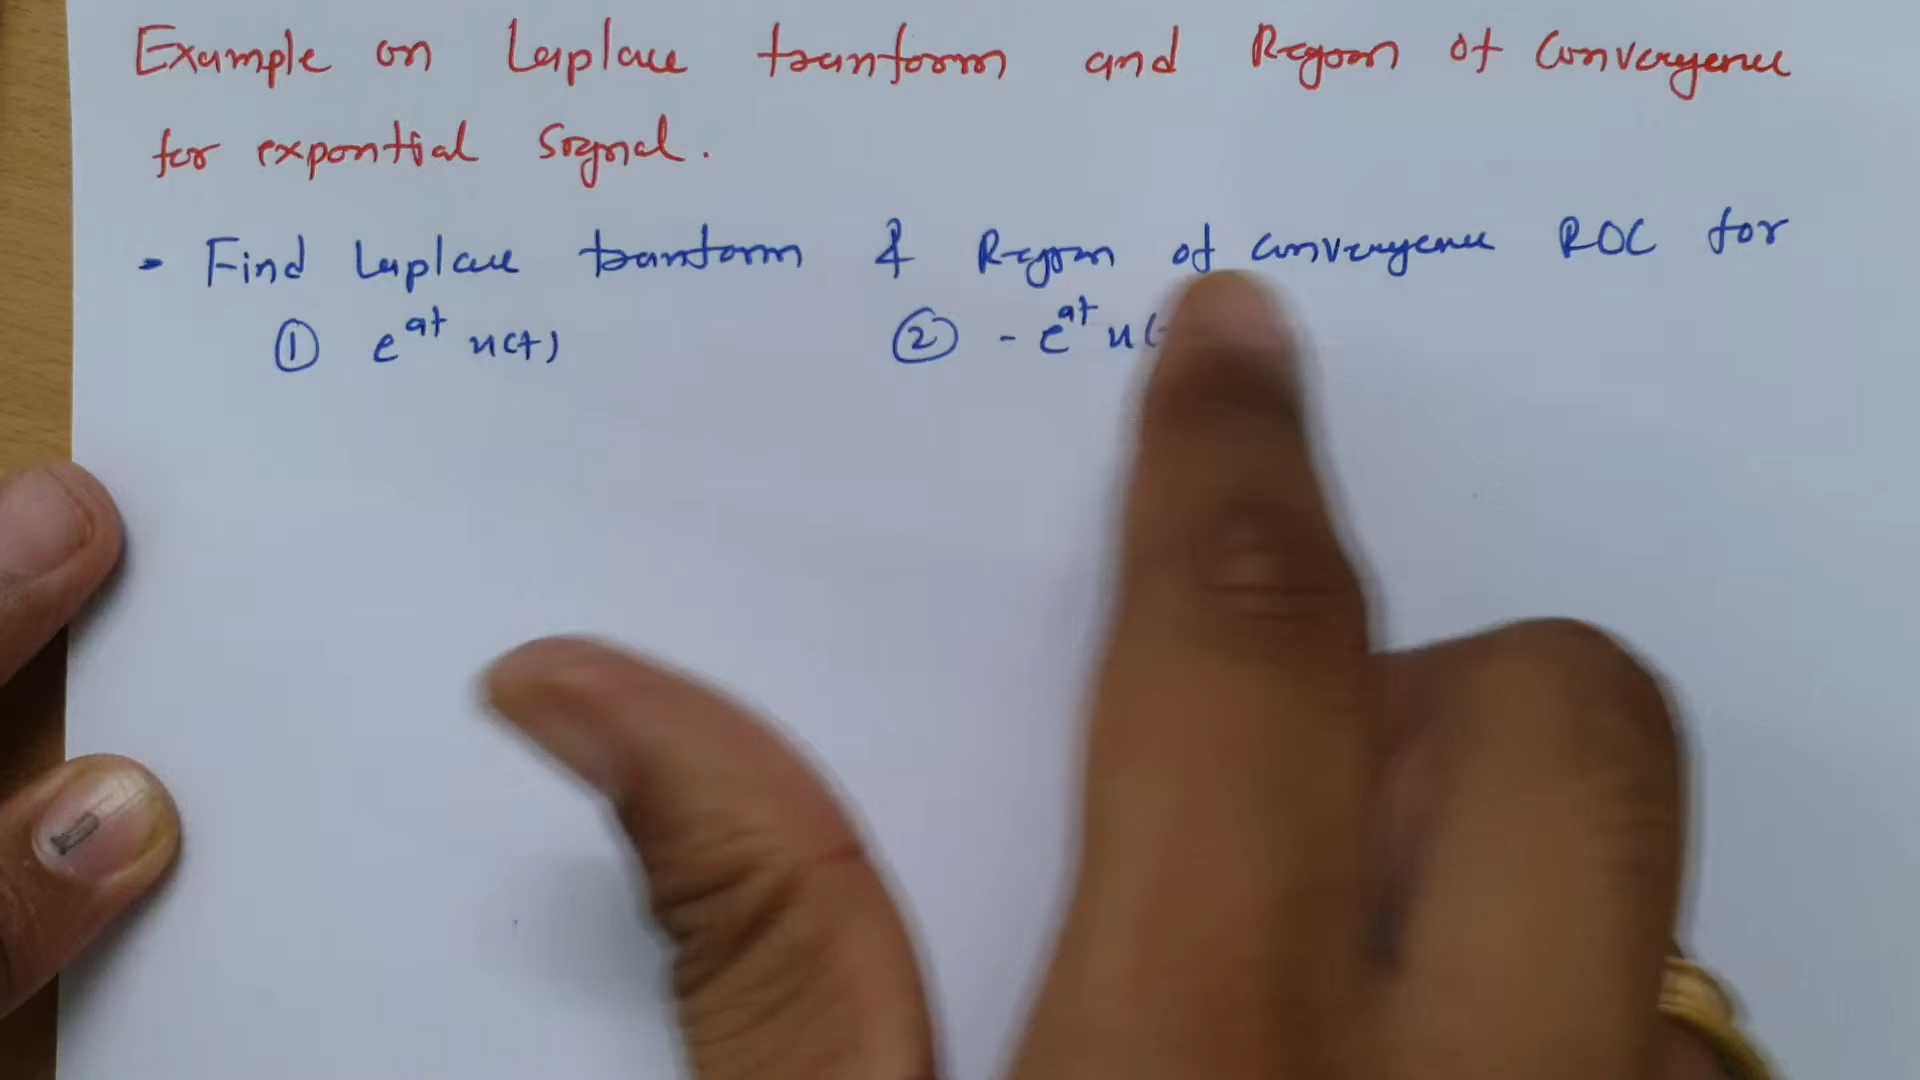 Example on Laplace transform and Region of Convergence
for expontial Signal.
- Find Laplace transform & Region of convergence ROC for
① e^at u(t) ② - e^at u(-